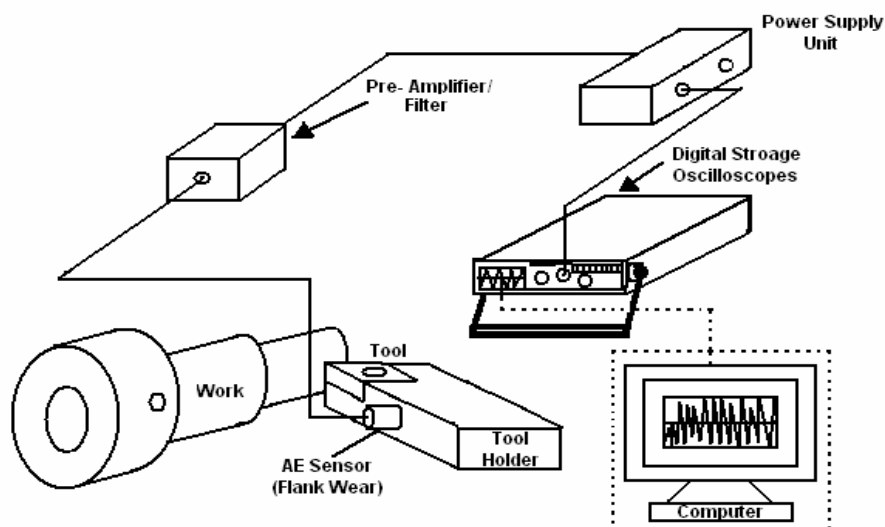 Power Supply
Unit
Pre- Amplifier/
Filter
Digital Stroage
Oscilloscopes
Tool
Work
Tool
Holder
AE Sensor
(Flank Wear)
Computer